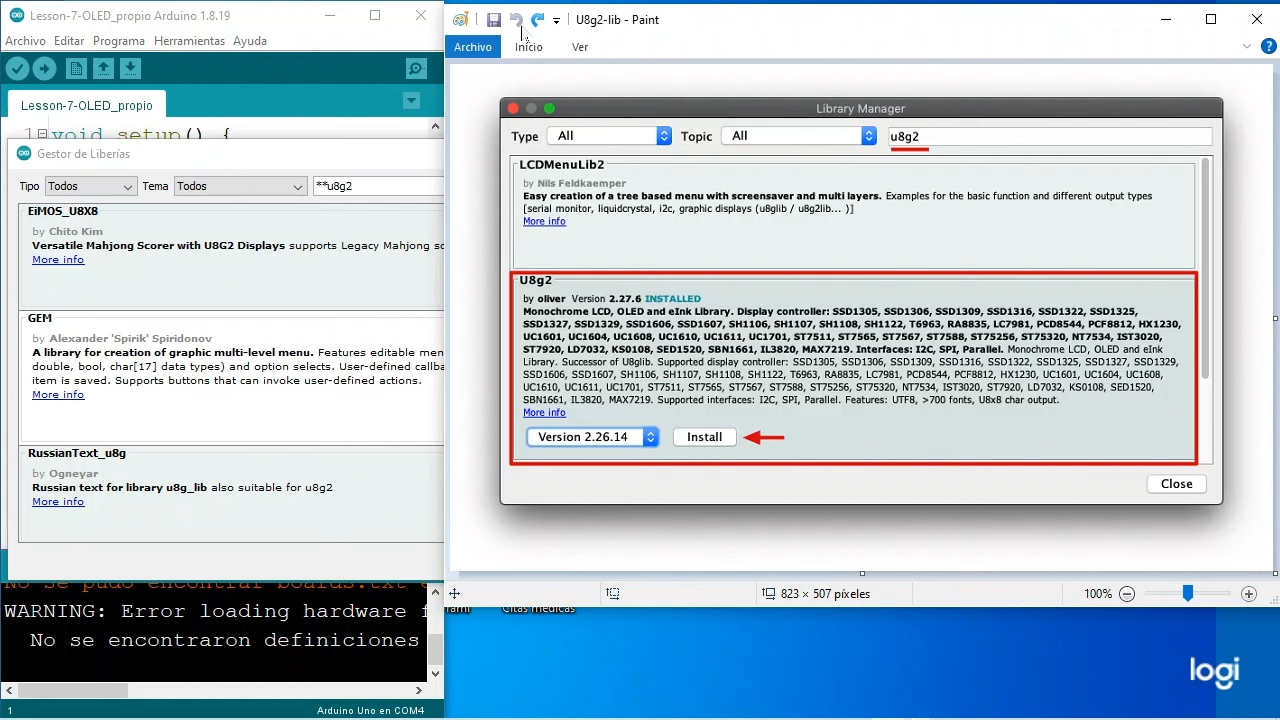 Lesson-7-OLED_propio Arduino 1.8.19
Archivo Editar Programa Herramientas Ayuda
Lesson-7-OLED_propio
1 void setup() {
Gestor de Liberías
Tipo Todos Tema Todos **u8g2
EiMOS_U8X8
by Chito Kim
Versatile Mahjong Scorer with U8G2 Displays supports Legacy Mahjong sc
More info
GEM
by Alexander 'Spirik' Spiridonov
A library for creation of graphic multi-level menu. Features editable men
double, bool, char[17] data types) and option selects. User-defined callba
item is saved. Supports buttons that can invoke user-defined actions.
More info
RussianText_u8g
by Ogneyar
Russian text for library u8g_lib also suitable for u8g2
More info
No se pudo encontrar boards.txt
WARNING: Error loading hardware f
No se encontraron definiciones
1 Arduino Uno en COM4
U8g2-lib - Paint
Archivo Inicio Ver
Library Manager
Type All Topic All u8g2
LCDMenuLib2
by Nils Feldkaemper
Easy creation of a tree based menu with screensaver and multi layers. Examples for the basic function and different output types
[serial monitor, liquidcrystal, i2c, graphic displays (u8glib / u8g2lib... )]
More info
U8g2
by oliver Version 2.27.6 INSTALLED
Monochrome LCD, OLED and eInk Library. Display controller: SSD1305, SSD1306, SSD1309, SSD1316, SSD1322, SSD1325,
SSD1327, SSD1329, SSD1606, SSD1607, SH1106, SH1107, SH1108, SH1122, T6963, RA8835, LC7981, PCD8544, PCF8812, HX1230,
UC1601, UC1604, UC1608, UC1610, UC1611, UC1701, ST7511, ST7565, ST7567, ST7588, ST75256, ST75320, NT7534, IST3020,
ST7920, LD7032, KS0108, SED1520, SBN1661, IL3820, MAX7219. Interfaces: I2C, SPI, Parallel. Monochrome LCD, OLED and eInk
Library. Successor of U8glib. Supported display controller: SSD1305, SSD1306, SSD1309, SSD1316, SSD1322, SSD1325, SSD1327, SSD1329,
SSD1606, SSD1607, SH1106, SH1107, SH1108, SH1122, T6963, RA8835, LC7981, PCD8544, PCF8812, HX1230, UC1601, UC1604, UC1608,
UC1610, UC1611, UC1701, ST7511, ST7565, ST7567, ST7588, ST75256, ST75320, NT7534, IST3020, ST7920, LD7032, KS0108, SED1520,
SBN1661, IL3820, MAX7219. Supported interfaces: I2C, SPI, Parallel. Features: UTF8, >700 fonts, U8x8 char output.
More info
Version 2.26.14 Install
Close
823 × 507 píxeles 100%
Citas médicas
logi